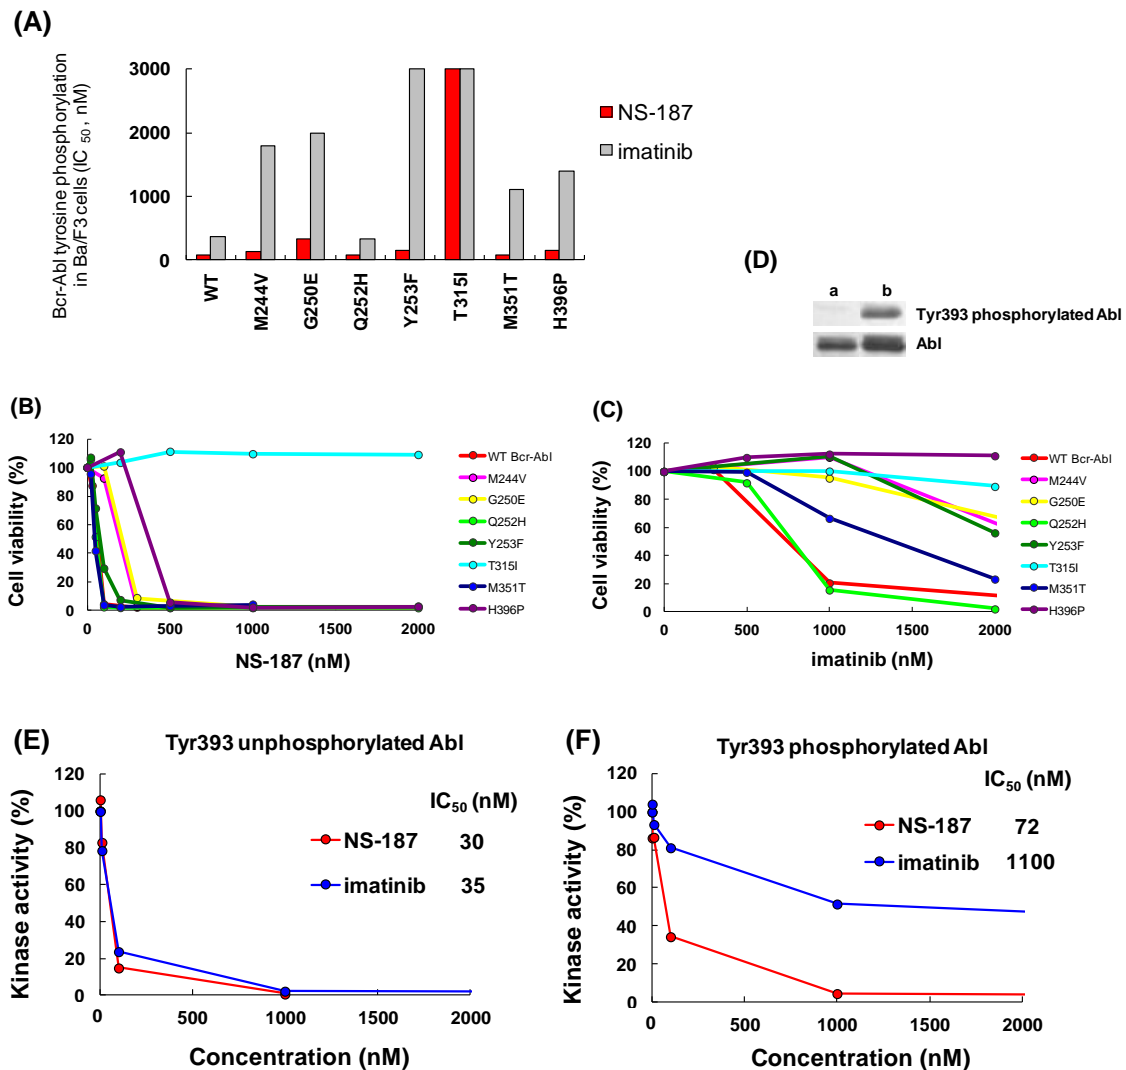 (A)
Bcr-Abl tyrosine phosphorylation
in Ba/F3 cells (IC 50 , nM)
3000
2000
1000
0
WT
M244V
G250E
Q252H
Y253F
T315I
M351T
H396P
NS-187
imatinib
(D)
a b
Tyr393 phosphorylated Abl
Abl
(B)
Cell viability (%)
120
100
80
60
40
20
0
0 500 1000 1500 2000
NS-187 (nM)
WT Bcr-Abl
M244V
G250E
Q252H
Y253F
T315I
M351T
H396P
(C)
Cell viability (%)
120
100
80
60
40
20
0
0 500 1000 1500 2000
imatinib (nM)
WT Bcr-Abl
M244V
G250E
Q252H
Y253F
T315I
M351T
H396P
(E)
Tyr393 unphosphorylated Abl
Kinase activity (%)
120
100
80
60
40
20
0
IC50 (nM)
NS-187 30
imatinib 35
0 500 1000 1500 2000
Concentration (nM)
(F)
Tyr393 phosphorylated Abl
Kinase activity (%)
120
100
80
60
40
20
0
IC50 (nM)
NS-187 72
imatinib 1100
0 500 1000 1500 2000
Concentration (nM)